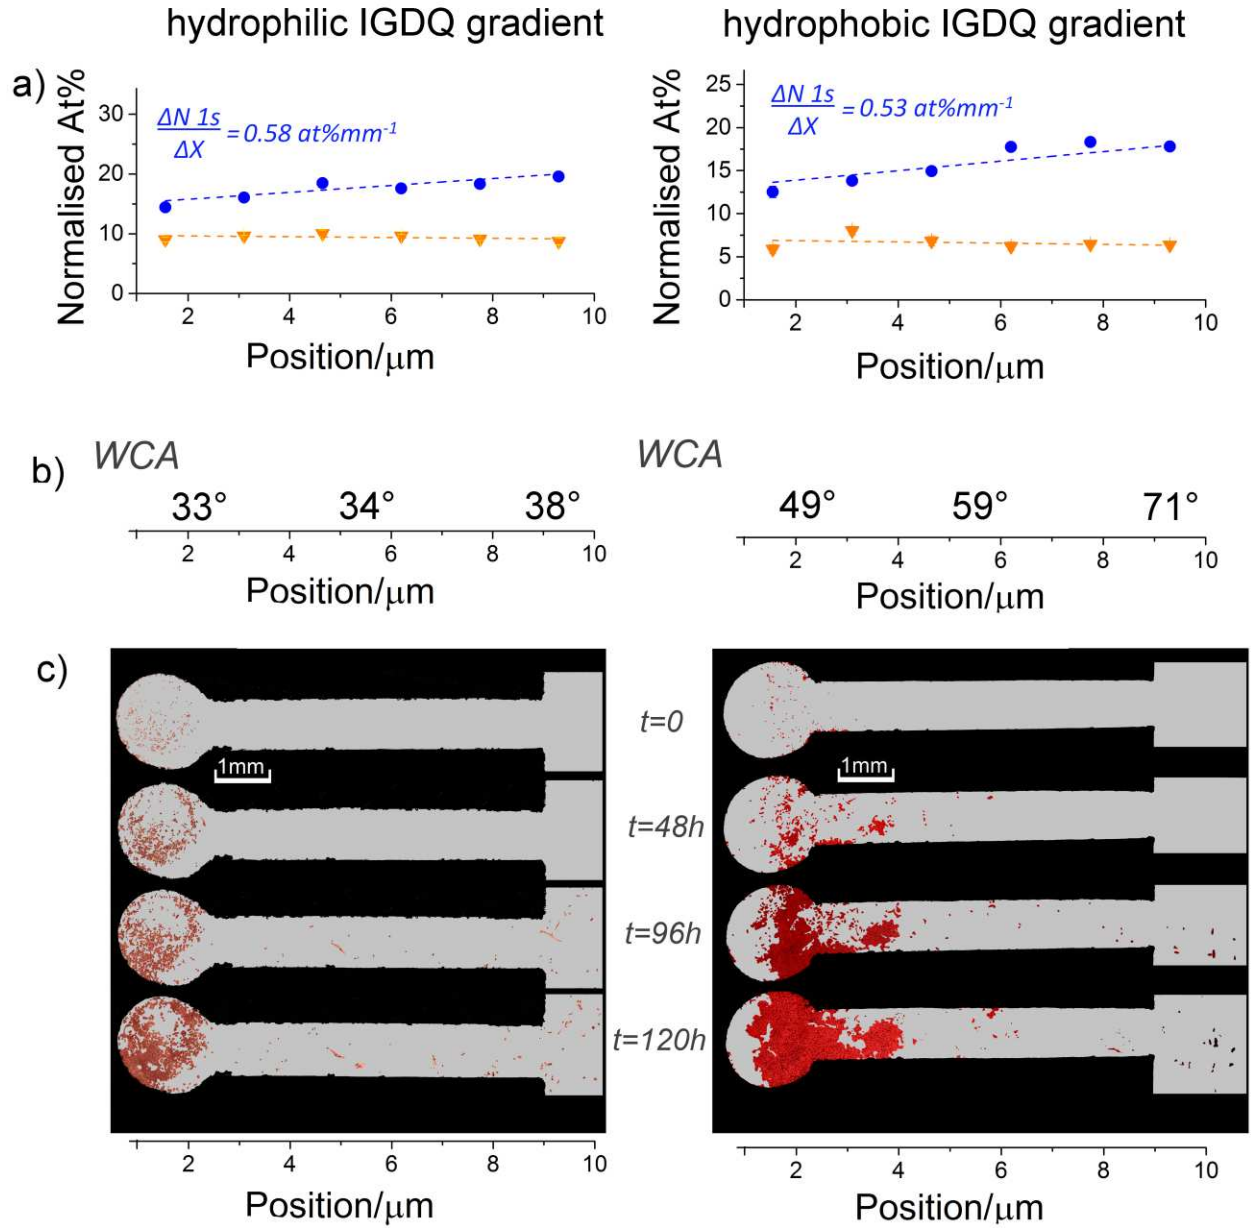 hydrophilic IGDQ gradient
hydrophobic IGDQ gradient
a)
Normalised At%
30
20
10
0
ΔN 1s
ΔX
= 0.58 at%mm⁻¹
2 4 6 8 10
Position/μm
Normalised At%
25
20
15
10
5
0
ΔN 1s
ΔX
= 0.53 at%mm⁻¹
2 4 6 8 10
Position/μm
b)
WCA
33° 34° 38°
2 4 6 8 10
Position/μm
WCA
49° 59° 71°
2 4 6 8 10
Position/μm
c)
1mm
t=0
t=48h
t=96h
t=120h
1mm
2 4 6 8 10
Position/μm
2 4 6 8 10
Position/μm